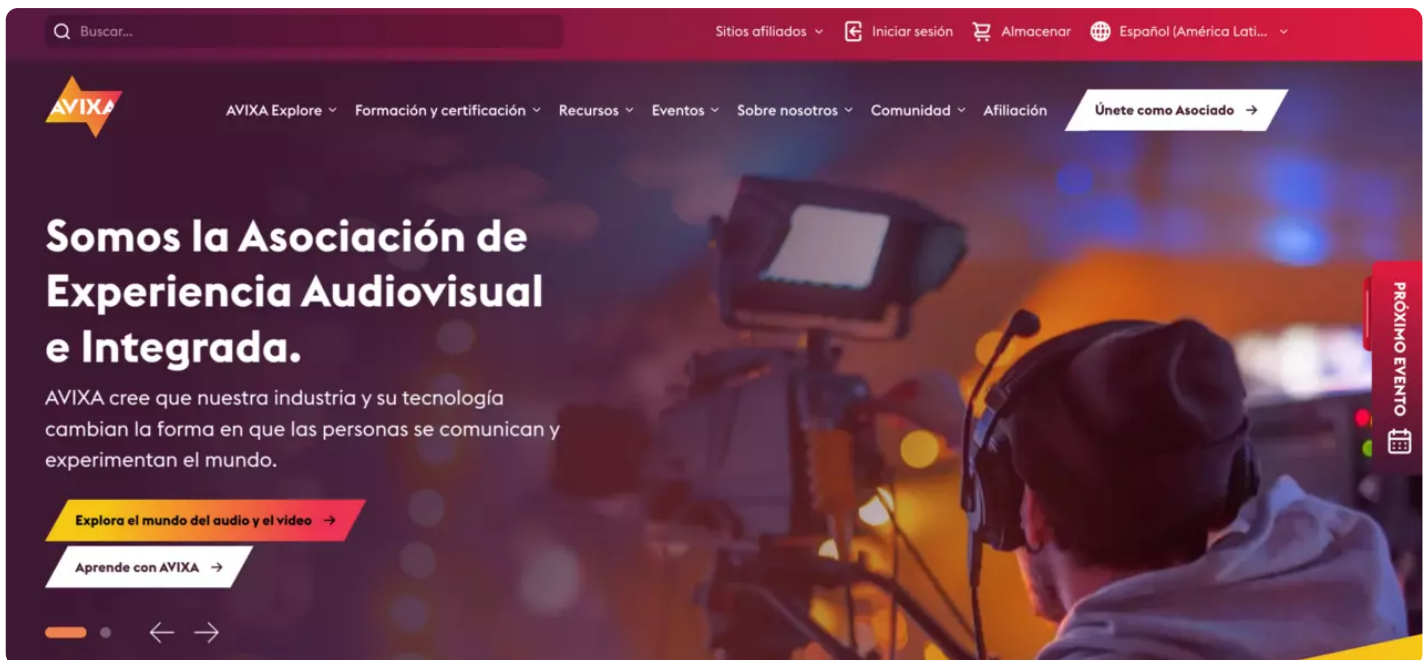 Buscar...
Sitios afiliados
Iniciar sesión
Almacenar
Español (América Lati...
AVIXA
AVIXA Explore
Formación y certificación
Recursos
Eventos
Sobre nosotros
Comunidad
Afiliación
Únete como Asociado
Somos la Asociación de
Experiencia Audiovisual
e Integrada.
AVIXA cree que nuestra industria y su tecnología
cambian la forma en que las personas se comunican y
experimentan el mundo.
Explora el mundo del audio y el video
Aprende con AVIXA
PRÓXIMO EVENTO